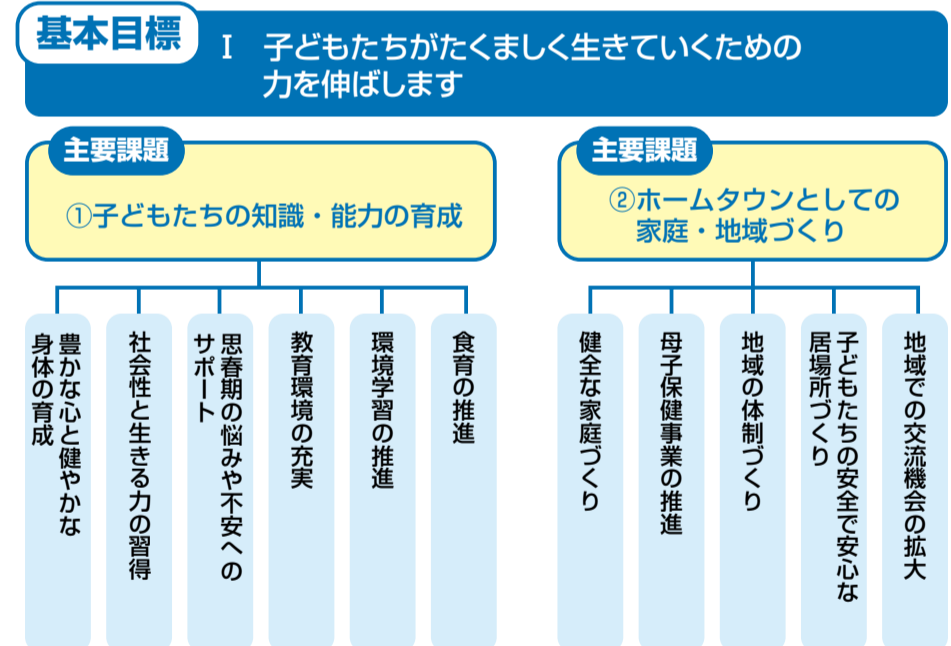 基本目標
Ⅰ 子どもたちがたくましく生きていくための
力を伸ばします
主要課題
①子どもたちの知識・能力の育成
豊かな心と健やかな
身体の育成
社会性と生きる力の習得
思春期の悩みや不安への
サポート
教育環境の充実
環境学習の推進
食育の推進
主要課題
②ホームタウンとしての
家庭・地域づくり
健全な家庭づくり
母子保健事業の推進
地域の体制づくり
子どもたちの安全で安心な
居場所づくり
地域での交流機会の拡大